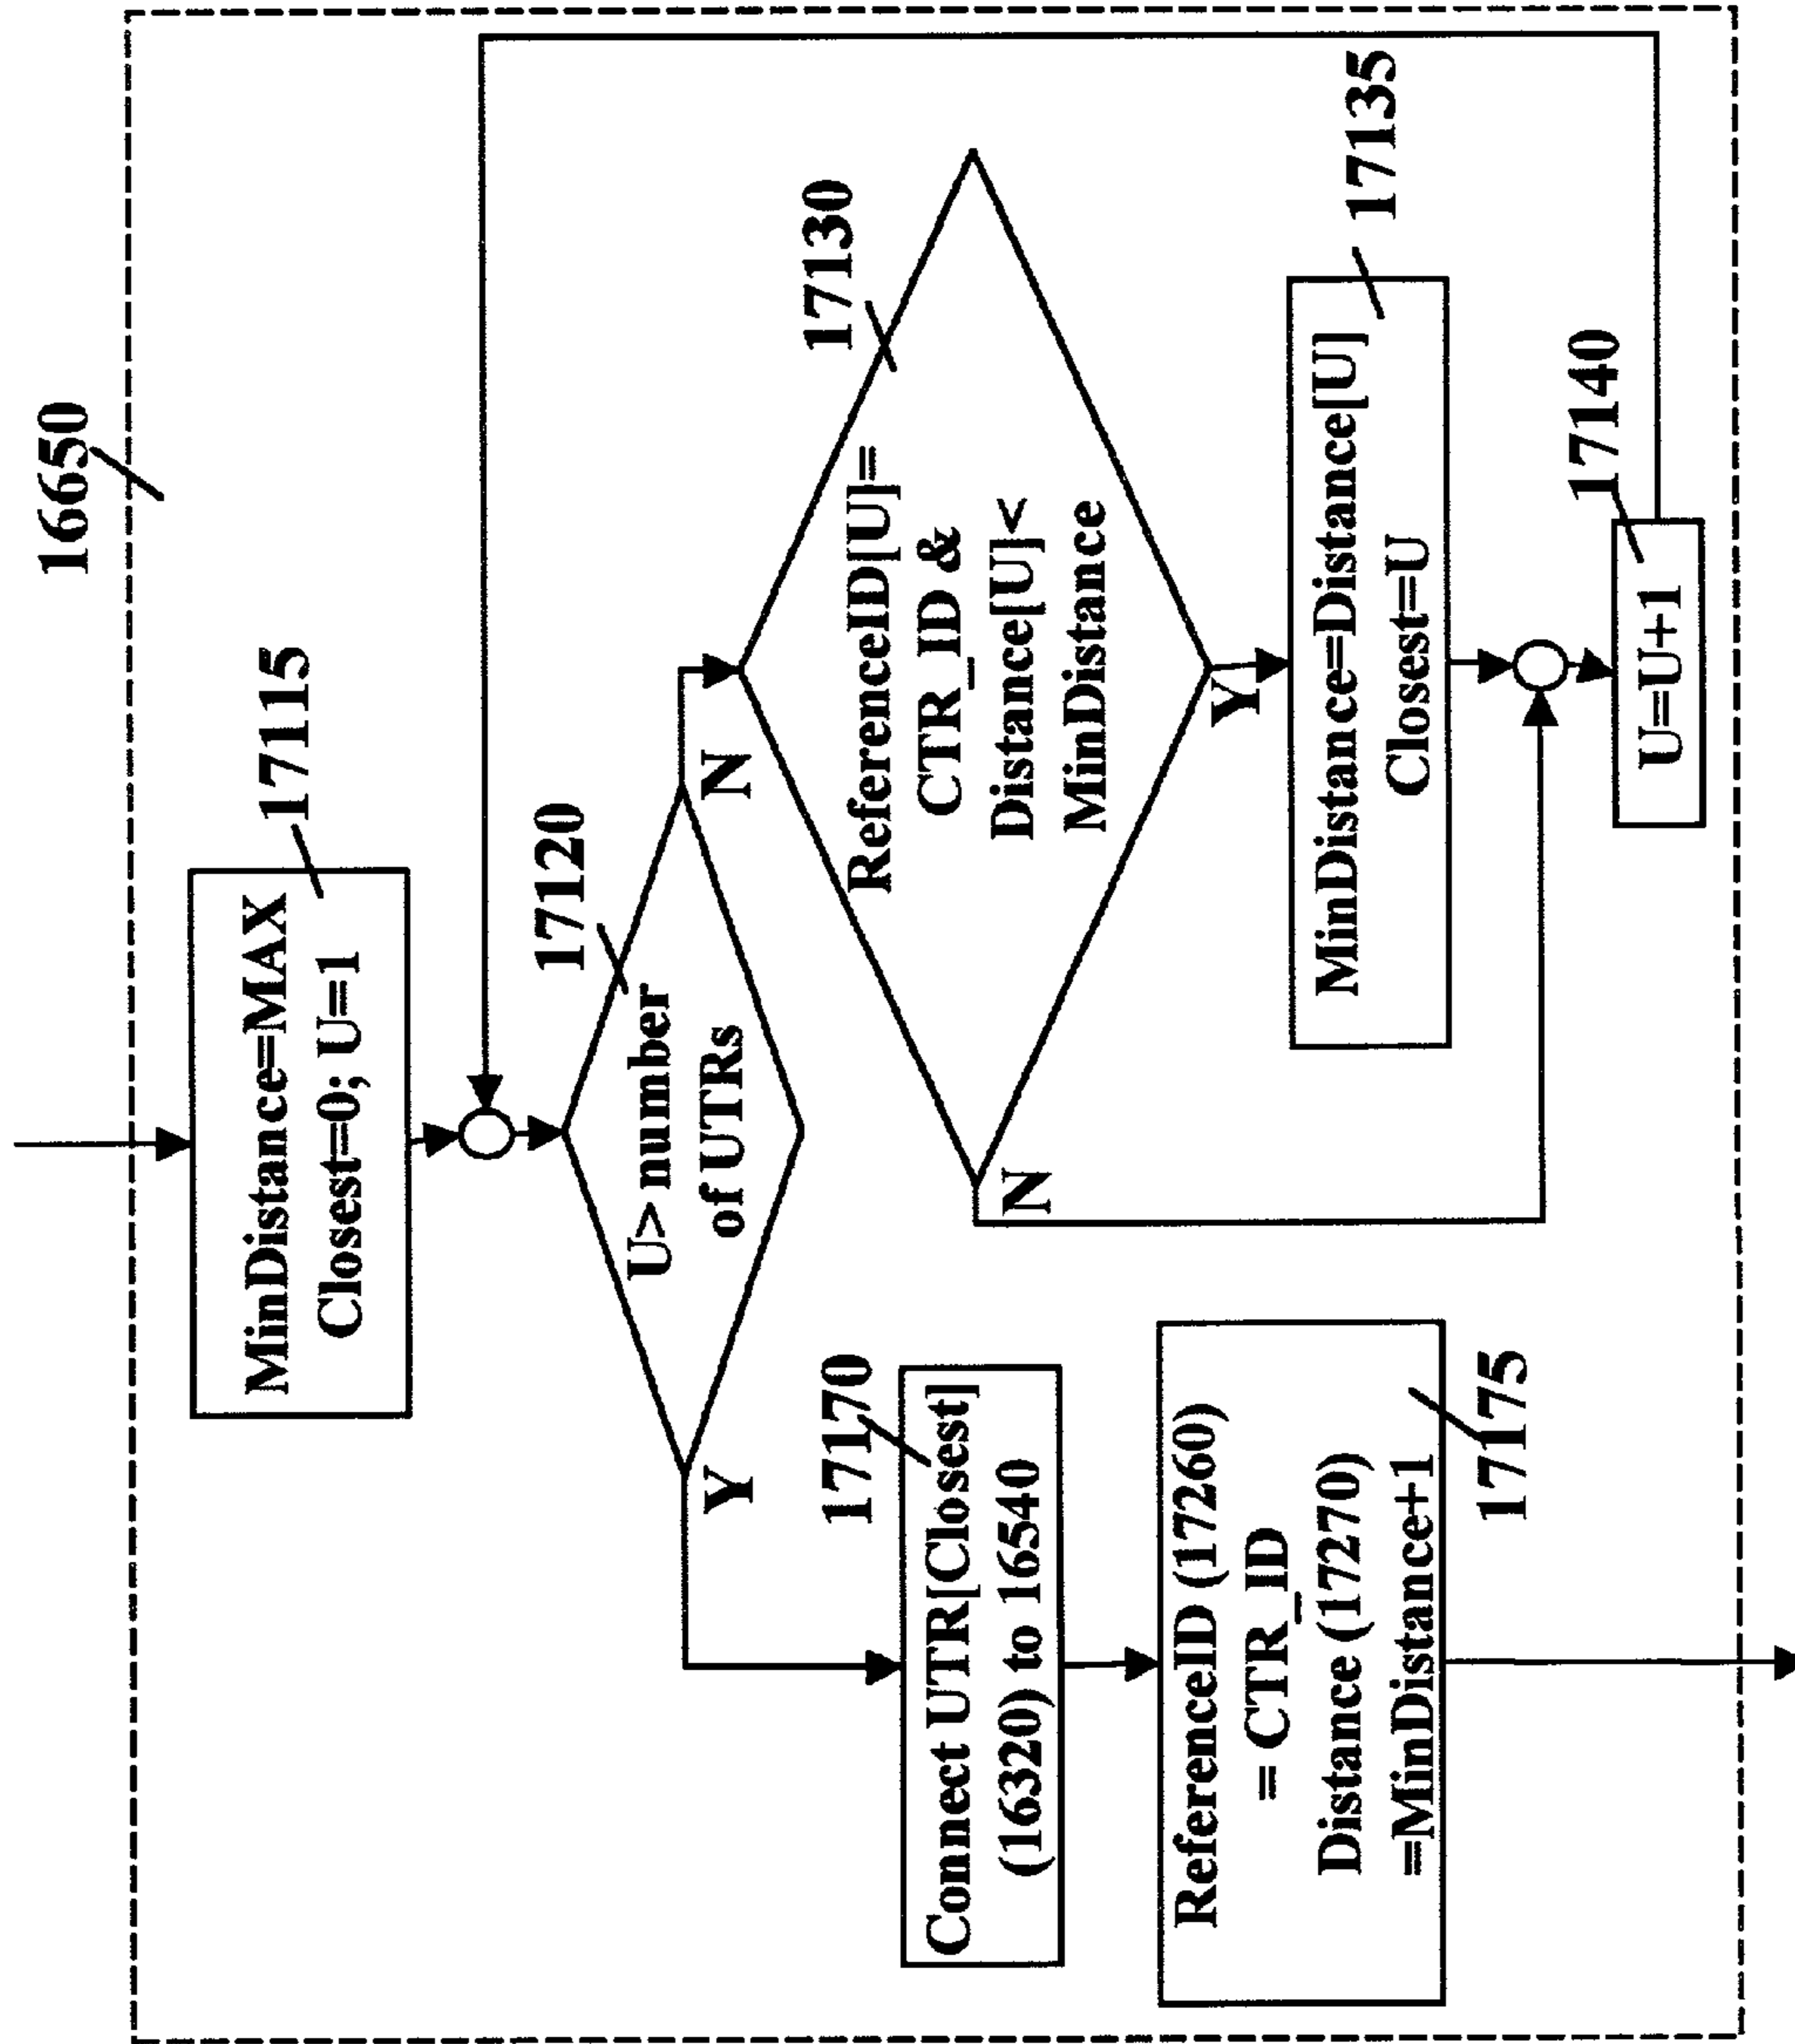 16650
17115
MinDistance=MAX
Closest=0; U=1
17120
U> number
of UTRs
Y
N
17130
ReferenceID[U]=
CTR_ID &
Distance[U]<
MinDistance
N
Y
17170
Connect UTR[Closest]
(16320) to 16540
17135
MinDistance=Distance[U]
Closest=U
ReferenceID (17260)
= CTR_ID
Distance (17270)
=MinDistance+1
17175
17140
U=U+1